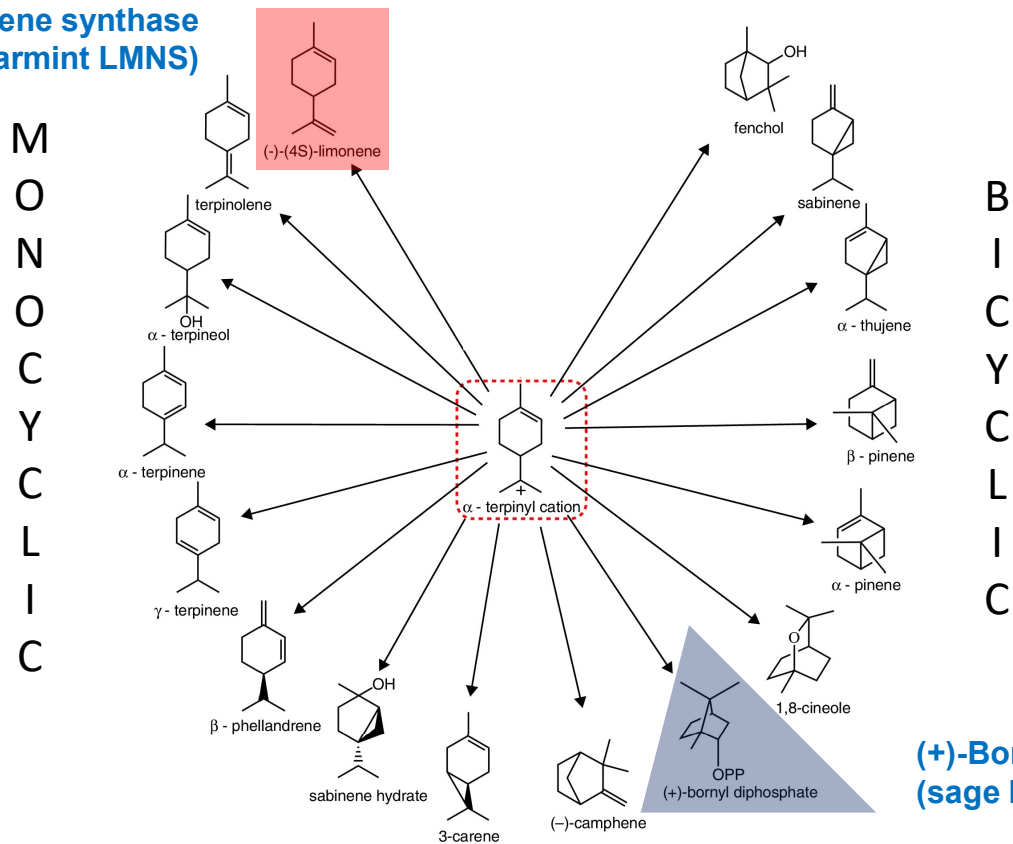 ene synthase
armint LMNS)
M
O
N
O
C
Y
C
L
I
C
(-)-(4S)-limonene
terpinolene
OH
α - terpineol
α - terpinene
γ - terpinene
β - phellandrene
OH
sabinene hydrate
3-carene
(–)-camphene
OPP
(+)-bornyl diphosphate
O
1,8-cineole
α - pinene
β - pinene
α - thujene
sabinene
OH
fenchol
+
α - terpinyl cation
B
I
C
Y
C
L
I
C
(+)-Bor
(sage